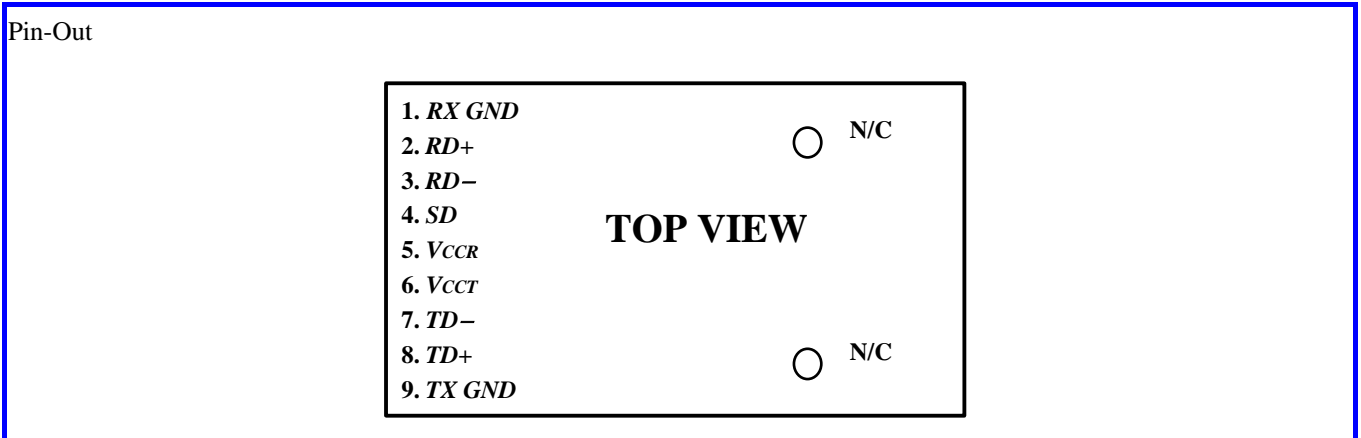 Pin-Out
1. RX GND
N/C
2. RD+
3. RD−
4. SD
TOP VIEW
5. VCCR
6. VCCT
7. TD−
8. TD+
N/C
9. TX GND